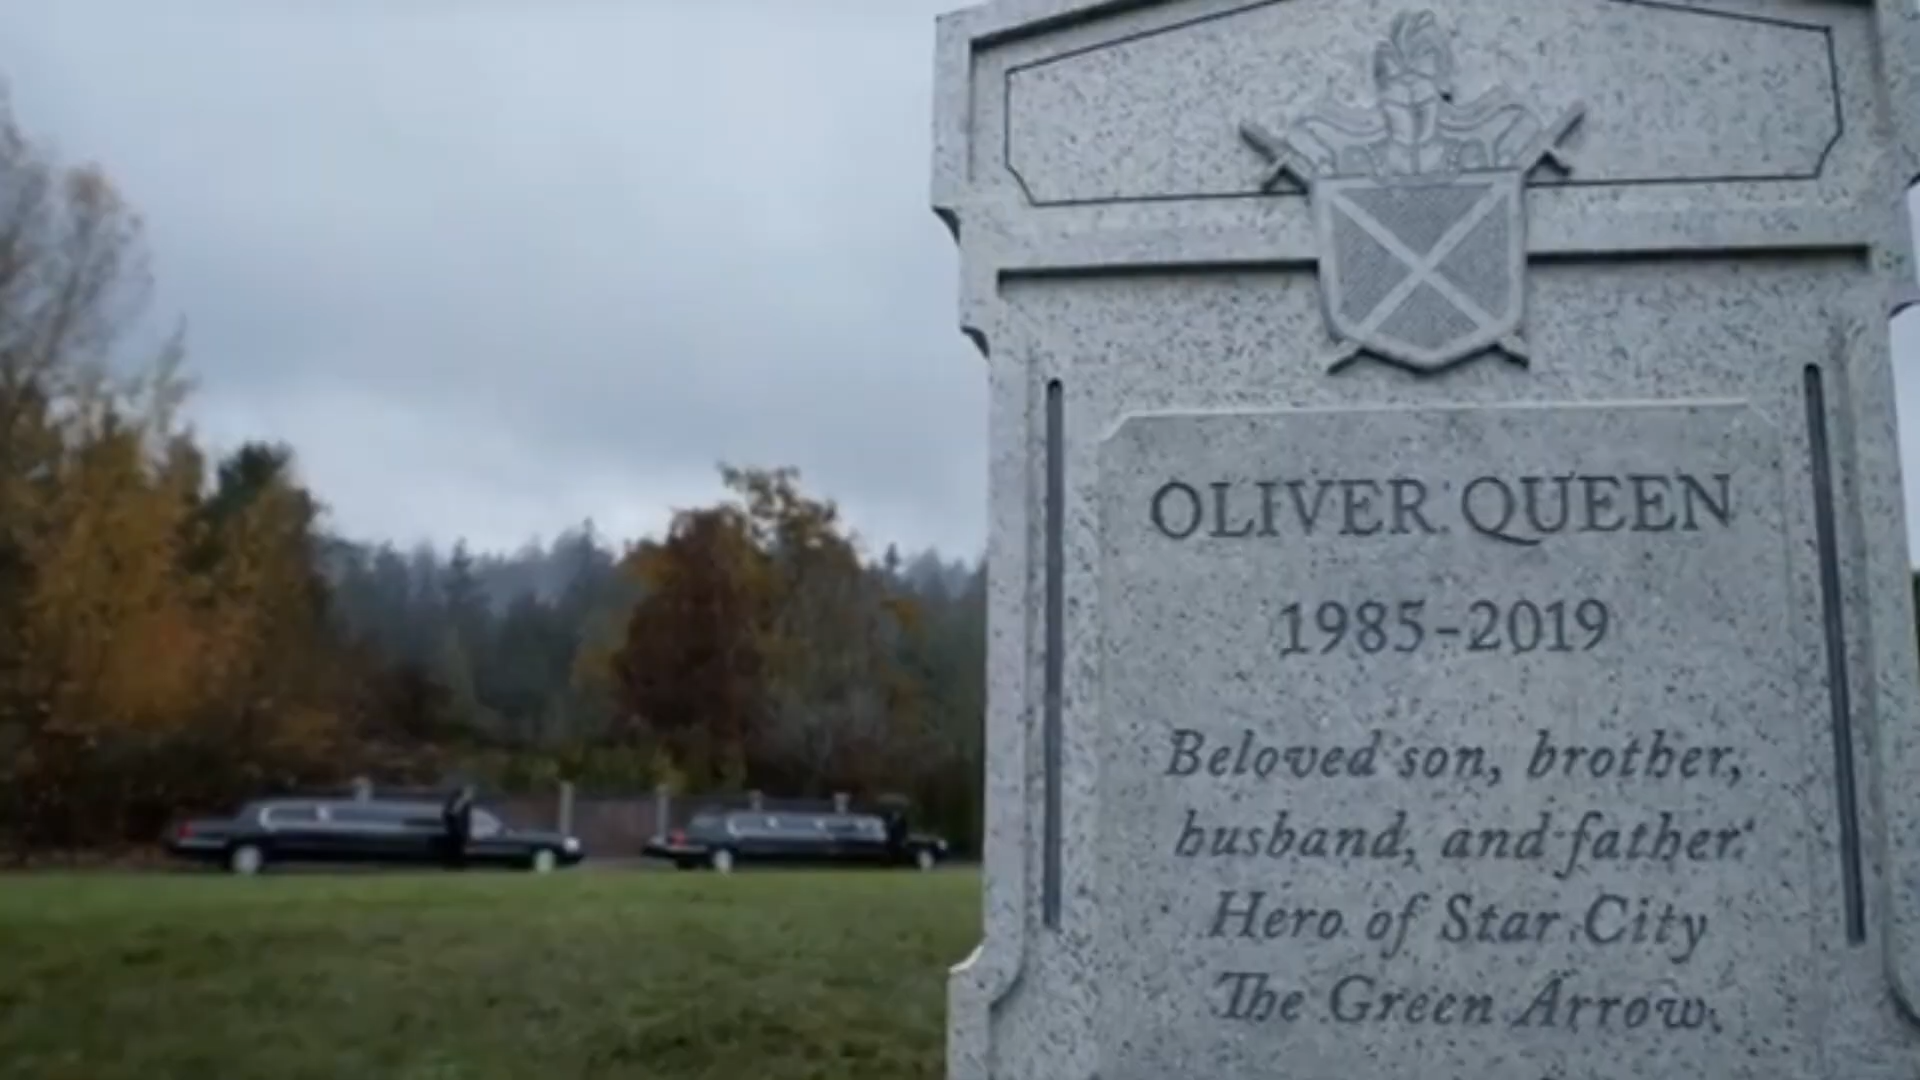 OLIVER QUEEN
1985-2019
Beloved son, brother,
husband, and father.
Hero of Star City
The Green Arrow.